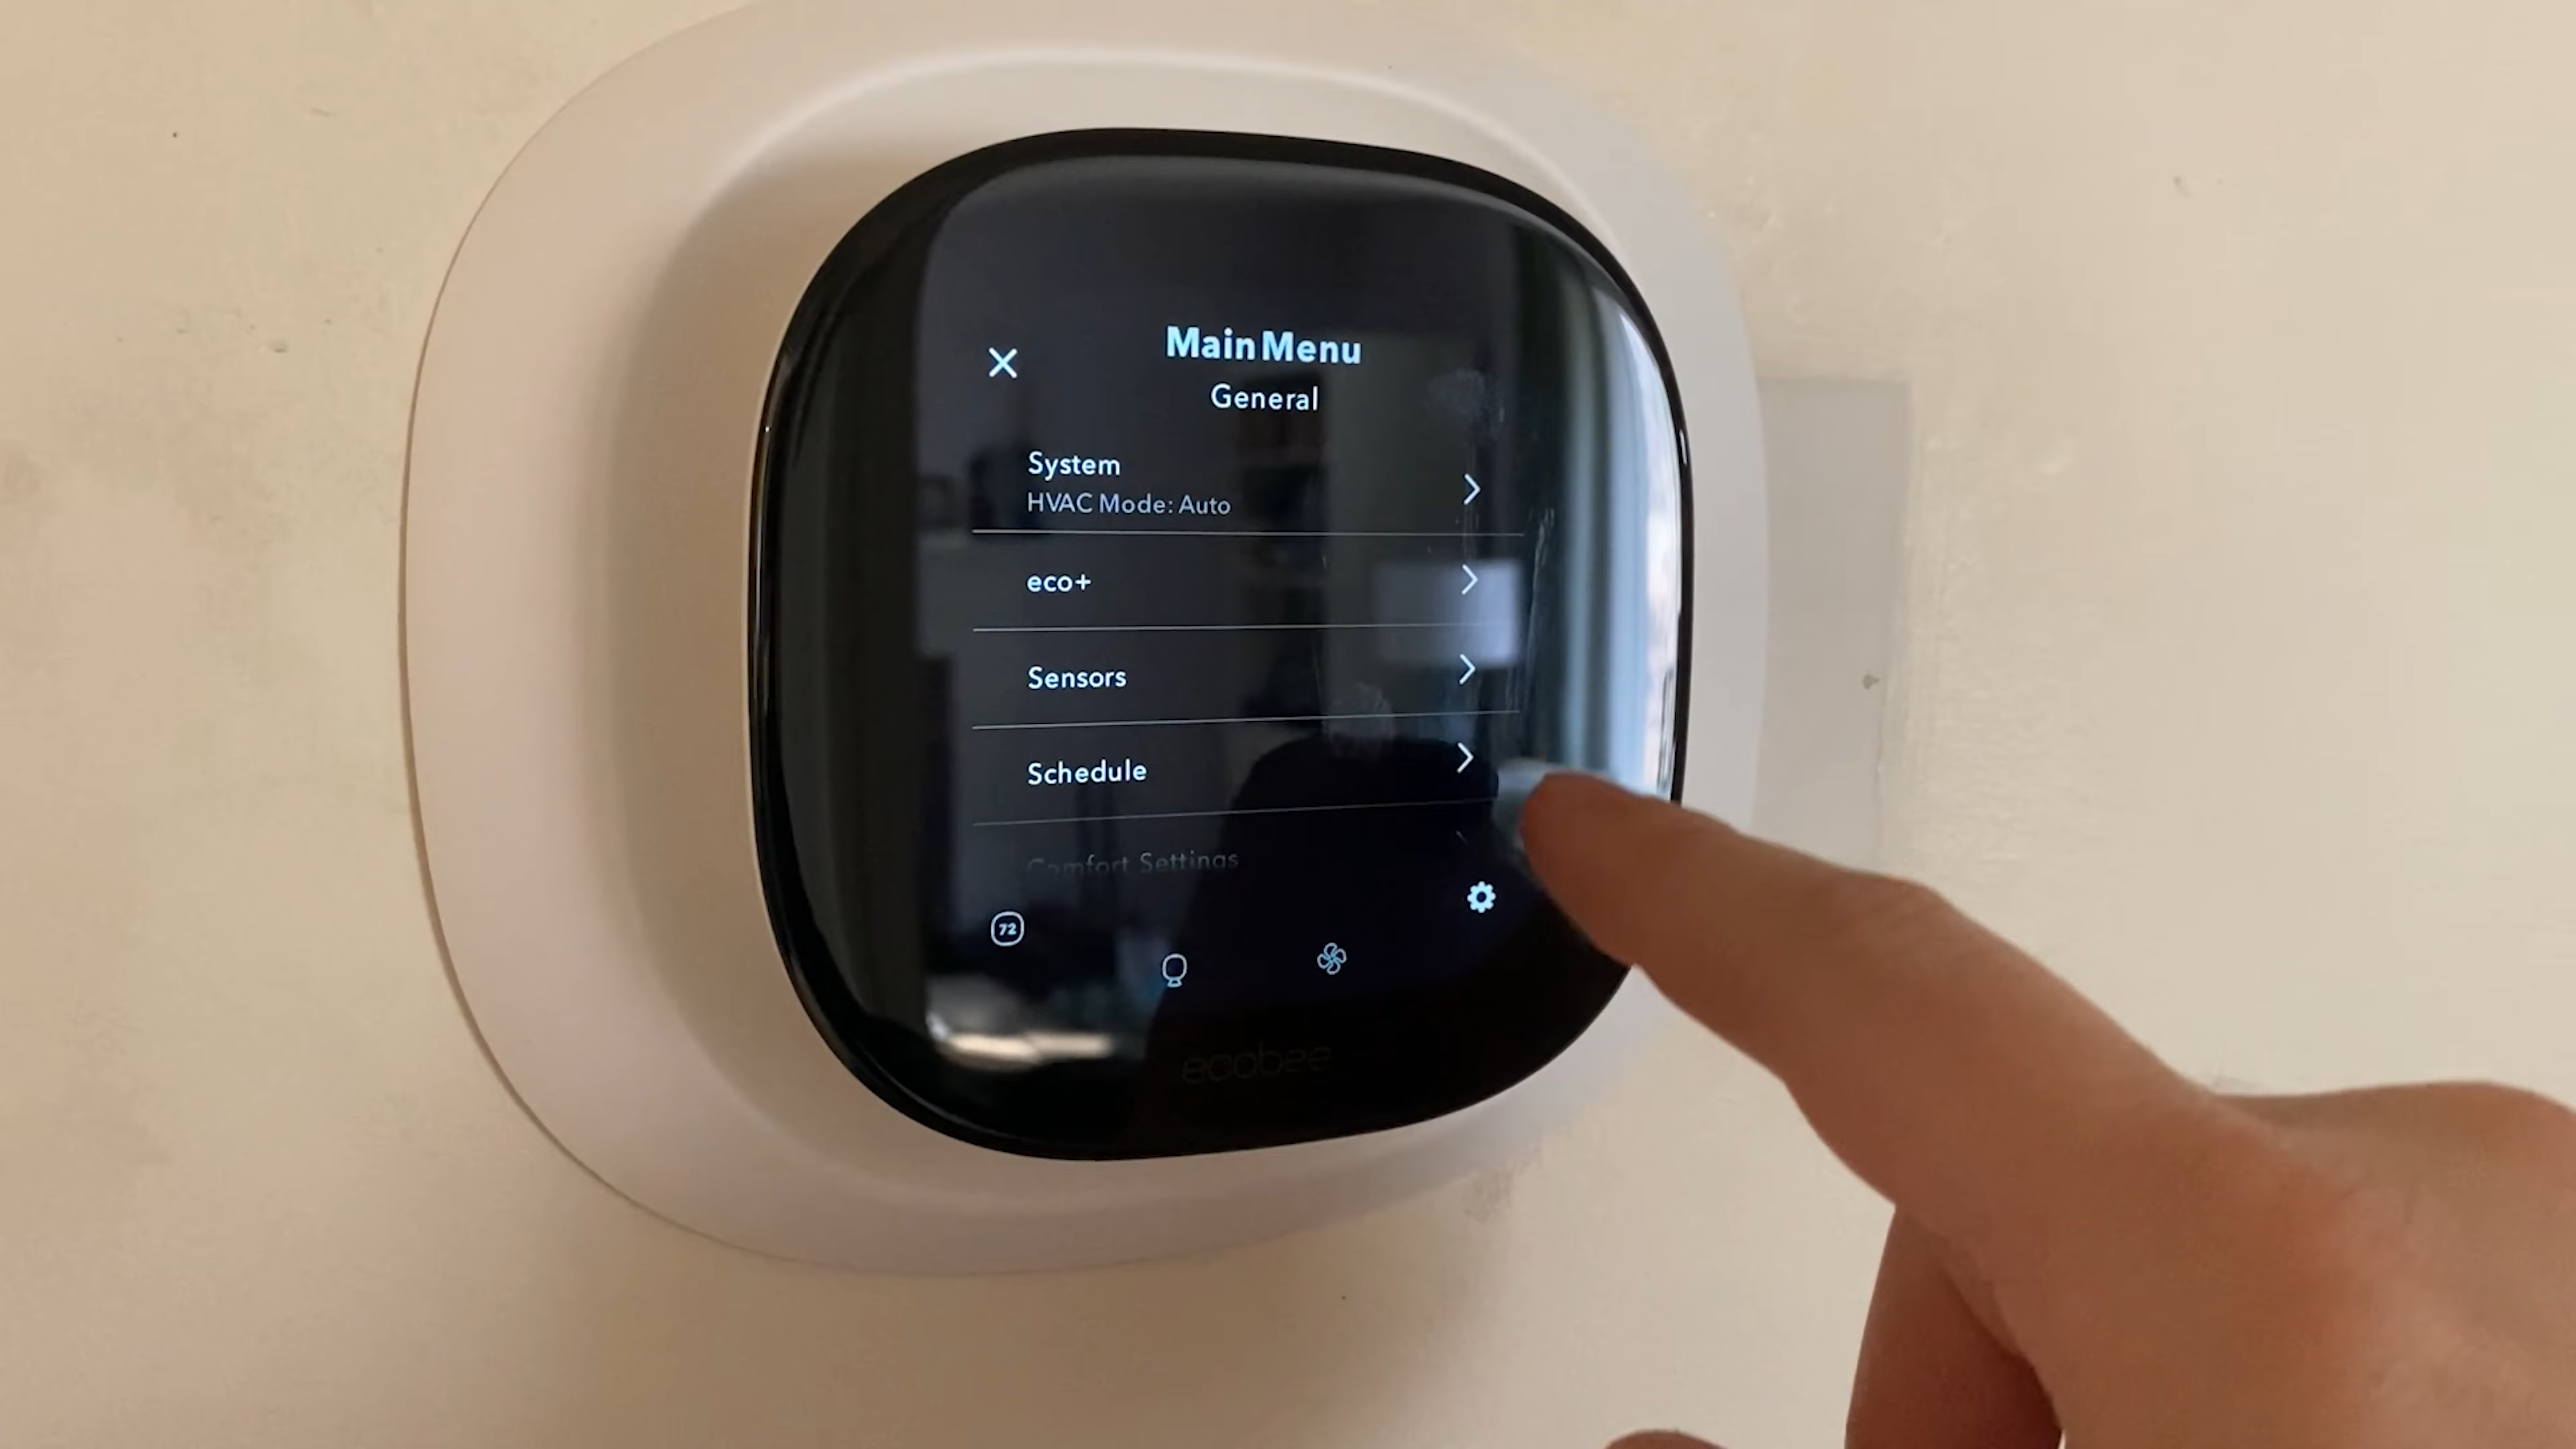 Main Menu
General
System
HVAC Mode: Auto
eco+
Sensors
Schedule
Comfort Settings
72
ecobee